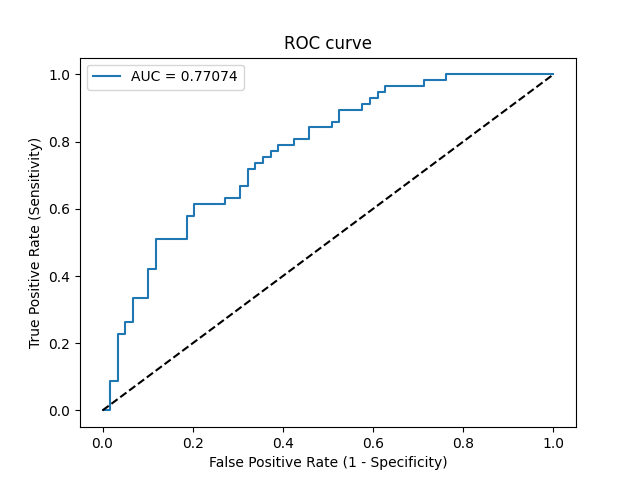 ROC curve
AUC = 0.77074
True Positive Rate (Sensitivity)
1.0
0.8
0.6
0.4
0.2
0.0
0.0 0.2 0.4 0.6 0.8 1.0
False Positive Rate (1 - Specificity)